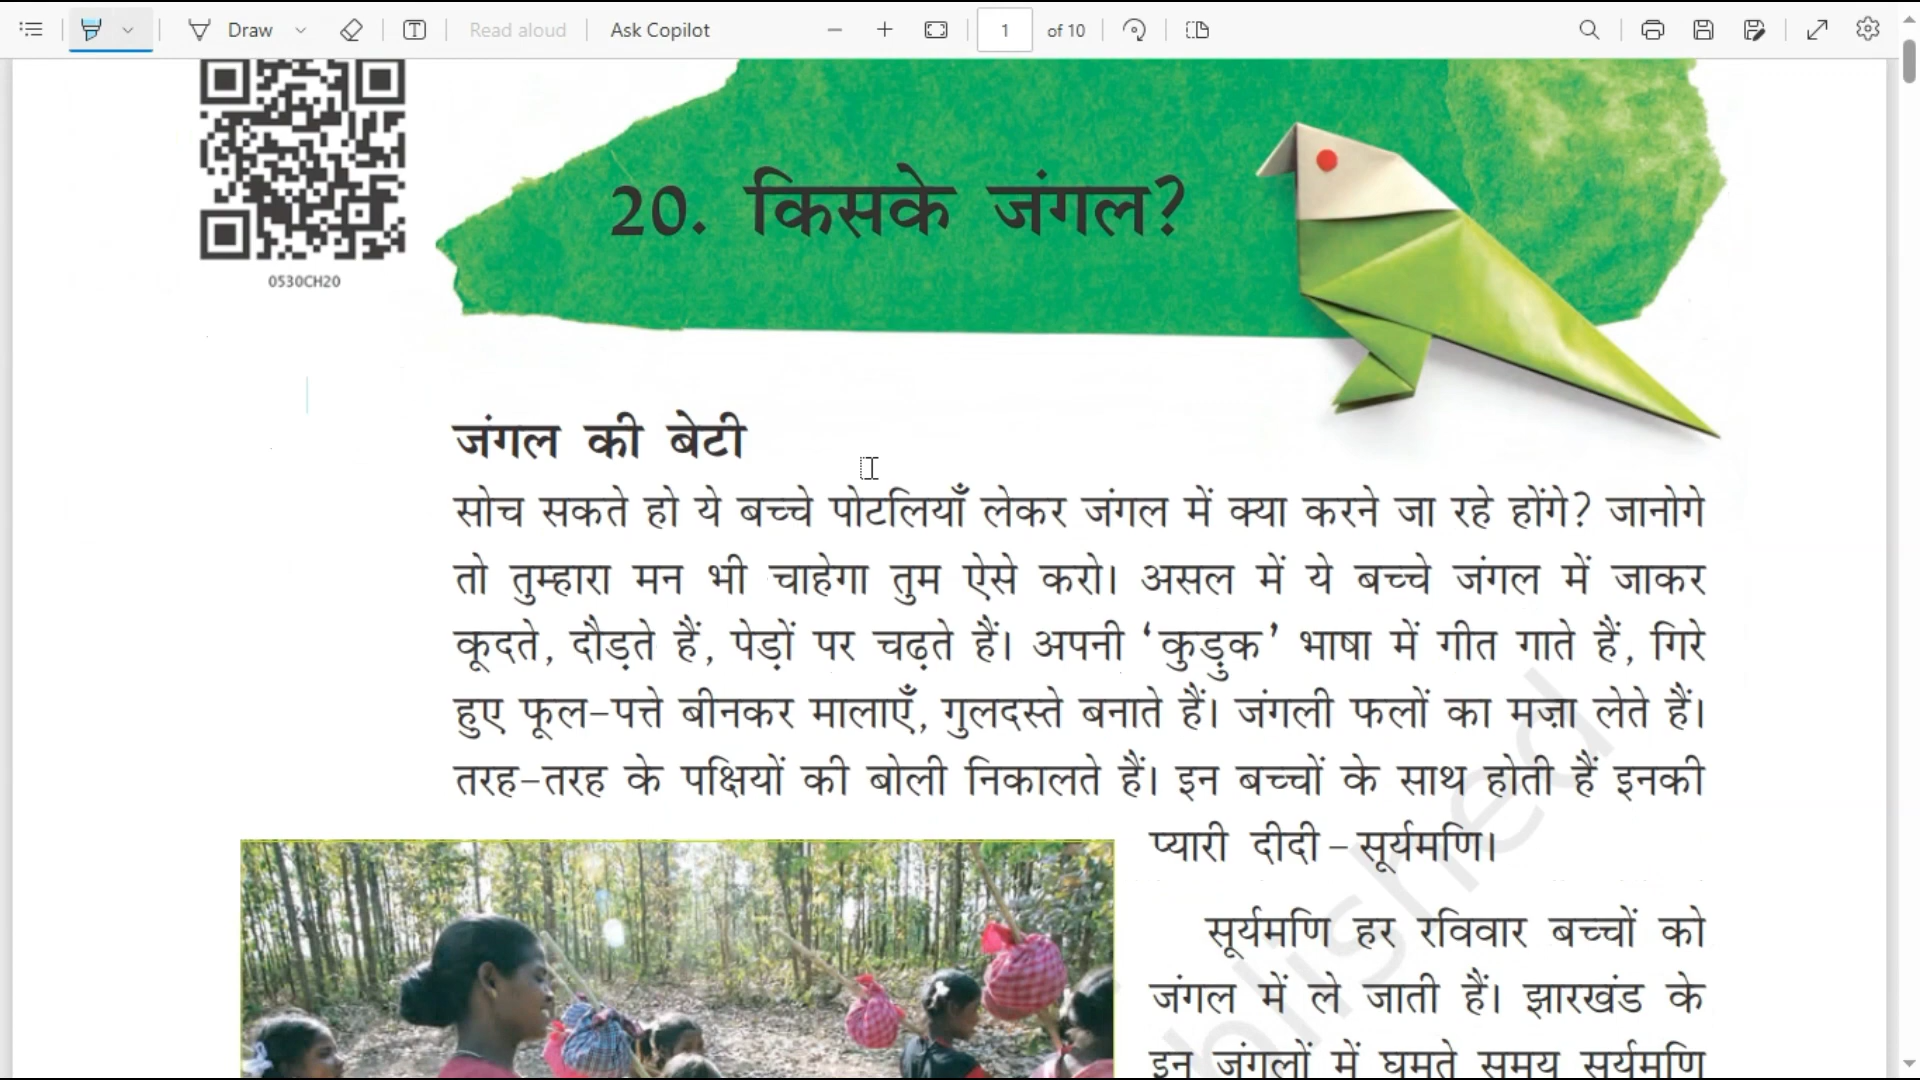 Draw
Read aloud
Ask Copilot
1
of 10
0530CH20
20. किसके जंगल?
जंगल की बेटी
सोच सकते हो ये बच्चे पोटलियाँ लेकर जंगल में क्या करने जा रहे होंगे? जानोगे
तो तुम्हारा मन भी चाहेगा तुम ऐसे करो। असल में ये बच्चे जंगल में जाकर
कूदते, दौड़ते हैं, पेड़ों पर चढ़ते हैं। अपनी ‘कुड़ुक’ भाषा में गीत गाते हैं, गिरे
हुए फूल-पत्ते बीनकर मालाएँ, गुलदस्ते बनाते हैं। जंगली फलों का मज़ा लेते हैं।
तरह-तरह के पक्षियों की बोली निकालते हैं। इन बच्चों के साथ होती हैं इनकी
प्यारी दीदी – सूर्यमणि।
सूर्यमणि हर रविवार बच्चों को
जंगल में ले जाती हैं। झारखंड के
इन जंगलों में घूमते समय सूर्यमणि